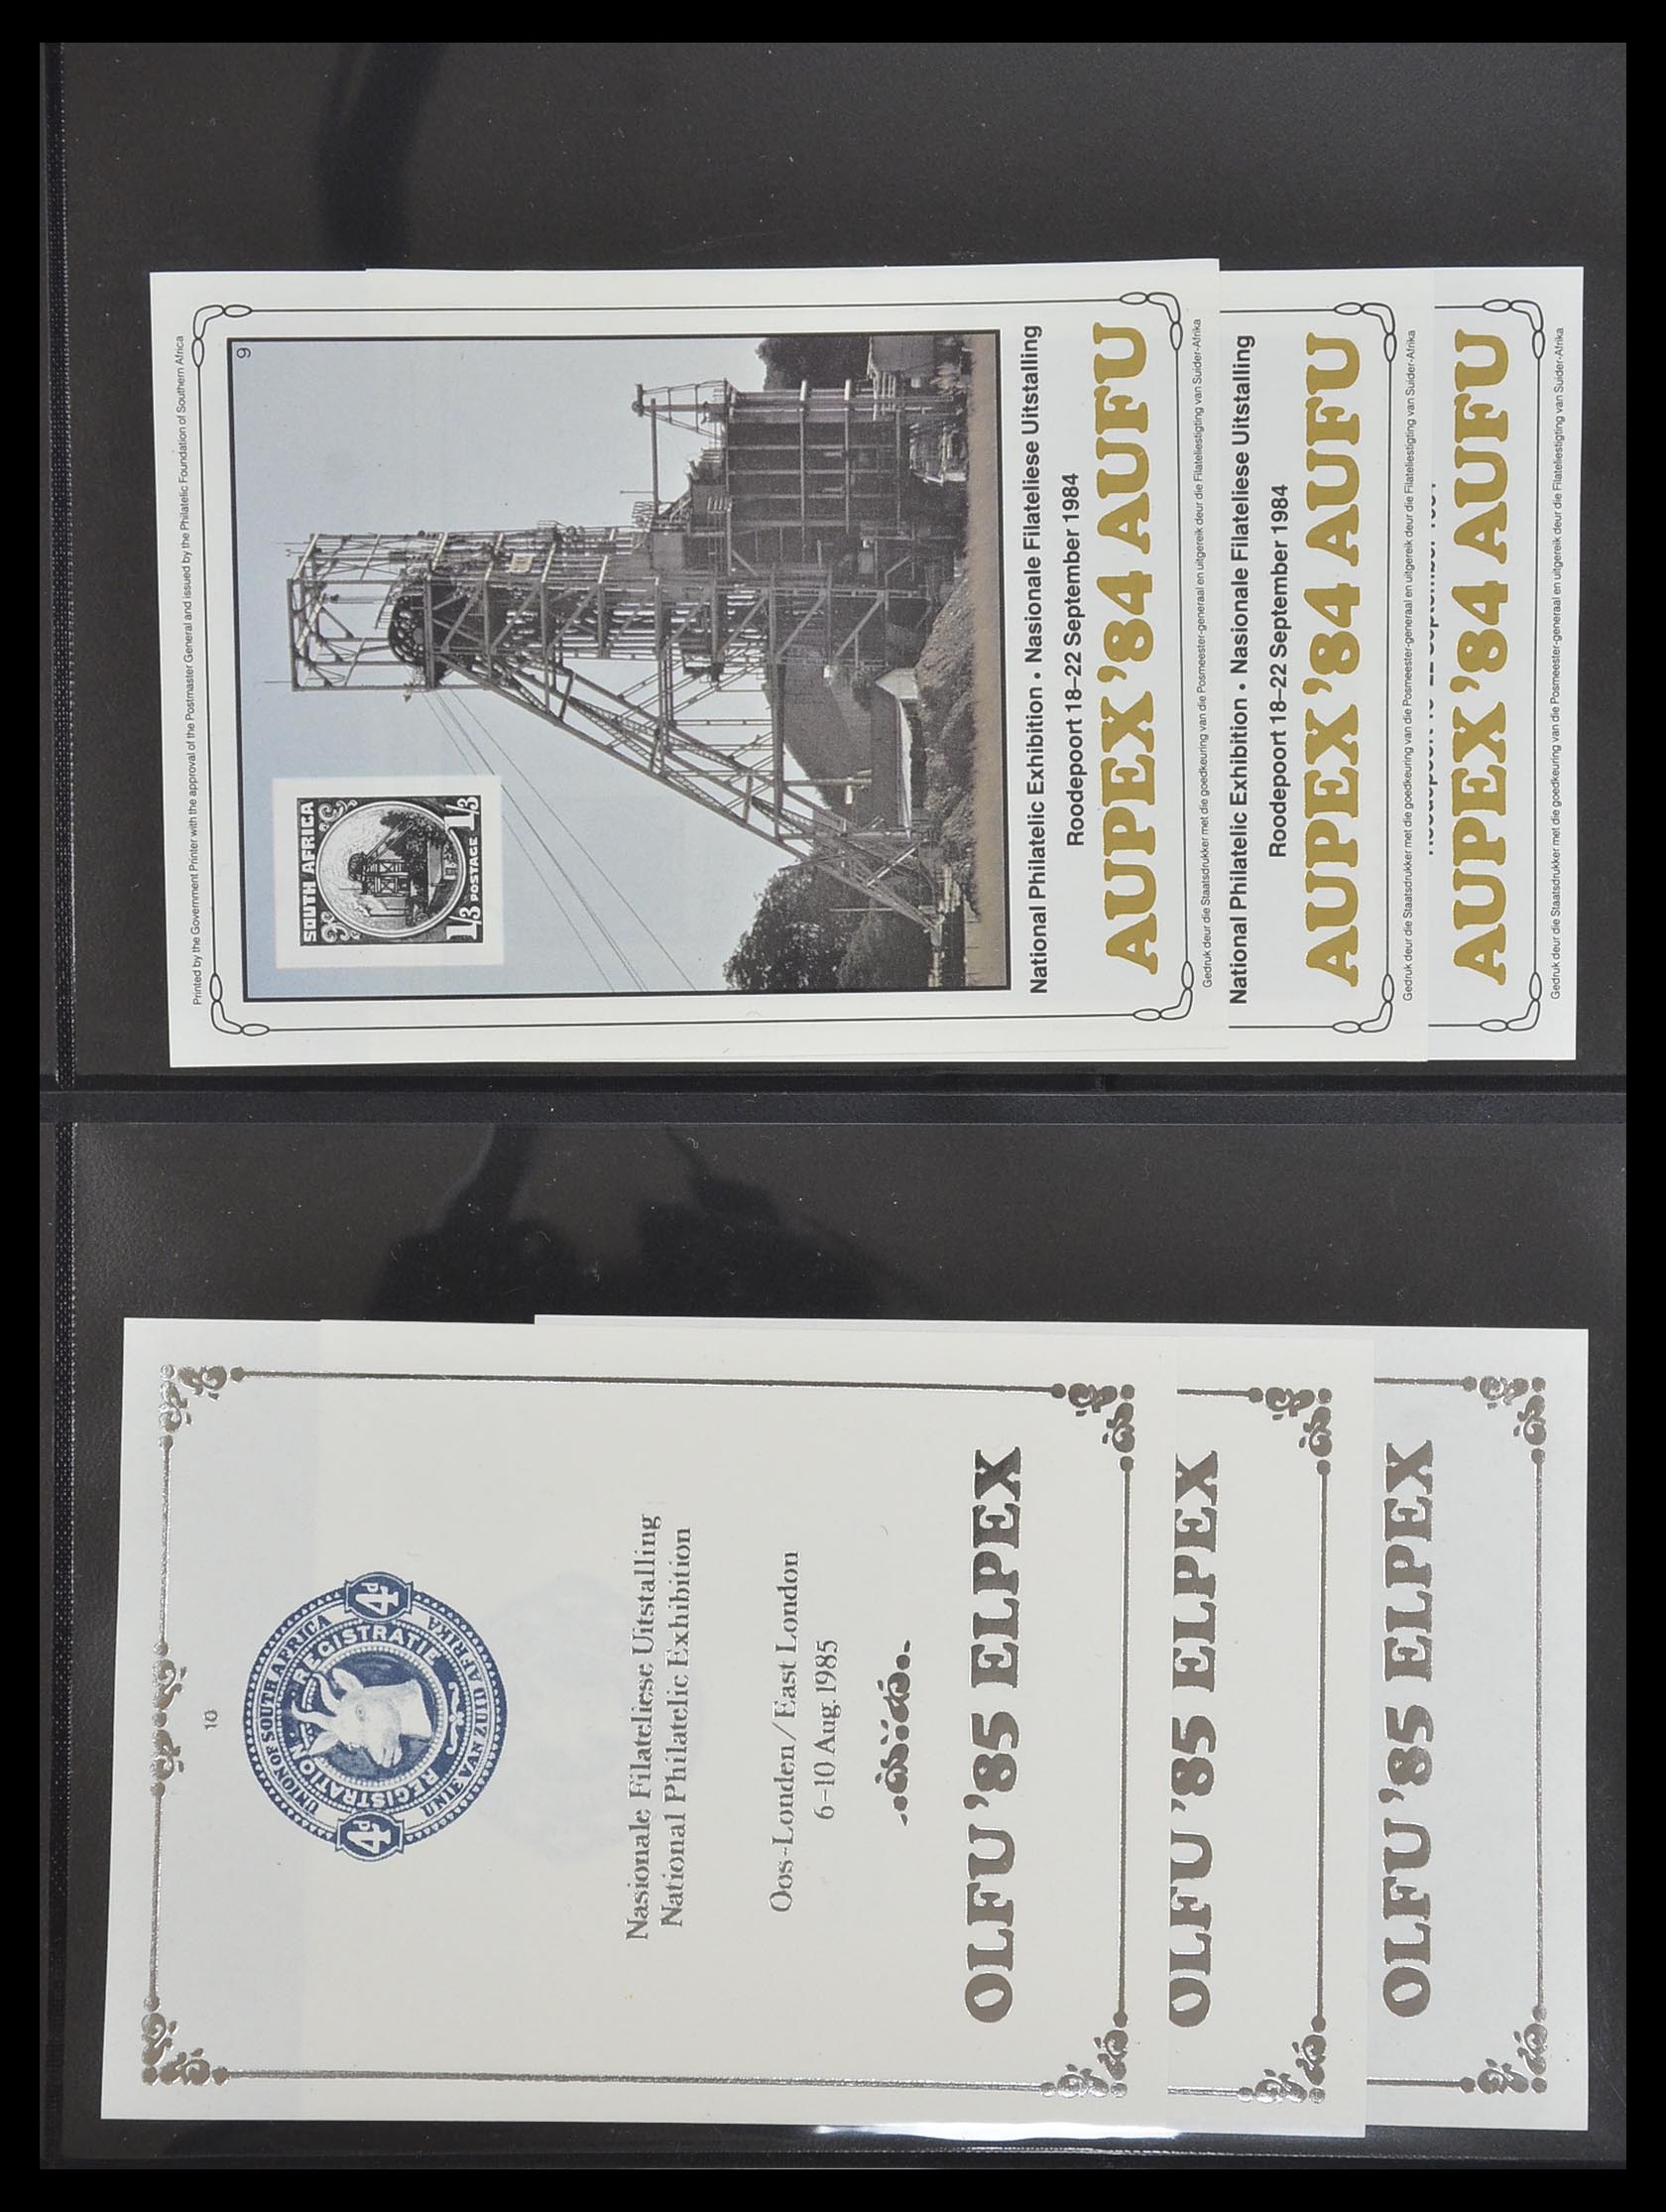 Printed by the Government Printer with the approval of the Postmaster General and issued by the Philatelic Foundation of Southern Africa
9
SOUTH AFRICA
1/3 POSTAGE 1/3
National Philatelic Exhibition • Nasionale Filateliese Uitstalling
Roodepoort 18–22 September 1984
AUPEX '84 AUFU
Gedruk deur die Staatsdrukker met die goedkeuring van die Posmeester-generaal en uitgereik deur die Filateliestigting van Suider-Afrika
National Philatelic Exhibition • Nasionale Filateliese Uitstalling
Roodepoort 18–22 September 1984
AUPEX '84 AUFU
Gedruk deur die Staatsdrukker met die goedkeuring van die Posmeester-generaal en uitgereik deur die Filateliestigting van Suider-Afrika
AUPEX '84 AUFU
Gedruk deur die Staatsdrukker met die goedkeuring van die Posmeester-generaal en uitgereik deur die Filateliestigting van Suider-Afrika
10
UNION OF SOUTH AFRICA
4d REGISTRATION · REGISTRATIE 4d
UNIE VAN ZUID AFRIKA
Nasionale Filateliese Uitstalling
National Philatelic Exhibition
Oos-Londen/East London
6–10 Aug. 1985
OLFU '85 ELPEX
OLFU '85 ELPEX
OLFU '85 ELPEX